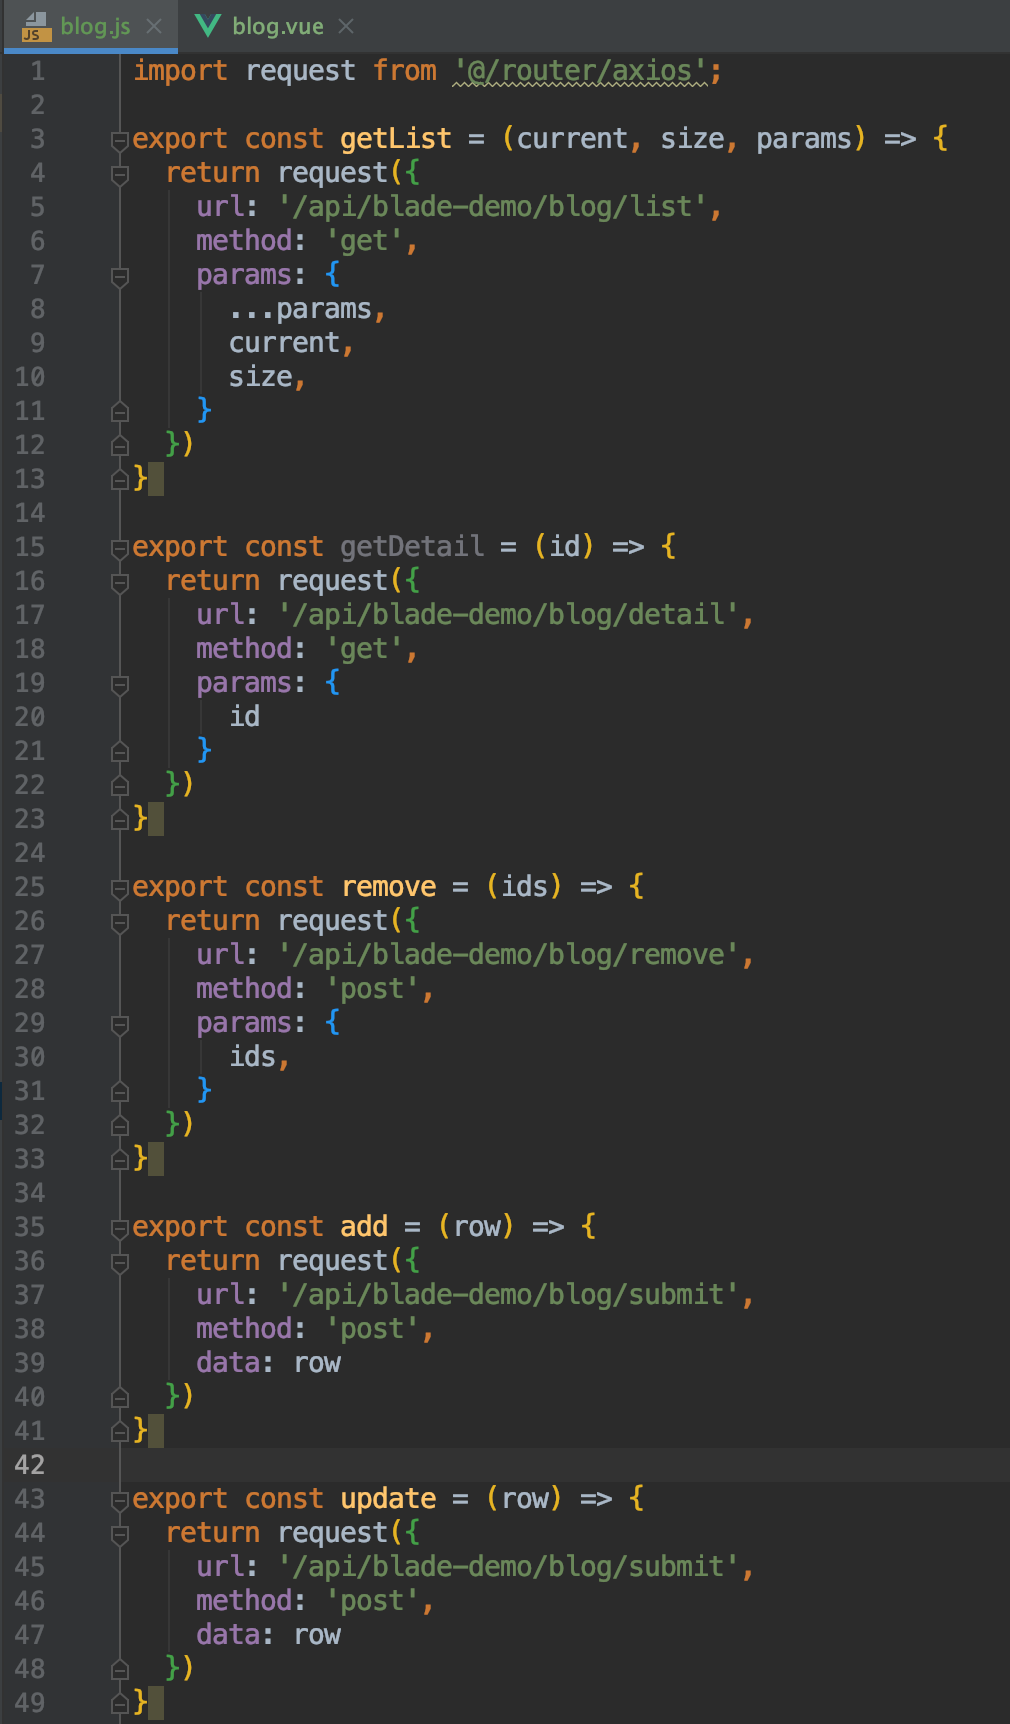 blog.js blog.vue
1 import request from '@/router/axios';
2
3 export const getList = (current, size, params) => {
4   return request({
5     url: '/api/blade-demo/blog/list',
6     method: 'get',
7     params: {
8       ...params,
9       current,
10       size,
11     }
12   })
13 }
14
15 export const getDetail = (id) => {
16   return request({
17     url: '/api/blade-demo/blog/detail',
18     method: 'get',
19     params: {
20       id
21     }
22   })
23 }
24
25 export const remove = (ids) => {
26   return request({
27     url: '/api/blade-demo/blog/remove',
28     method: 'post',
29     params: {
30       ids,
31     }
32   })
33 }
34
35 export const add = (row) => {
36   return request({
37     url: '/api/blade-demo/blog/submit',
38     method: 'post',
39     data: row
40   })
41 }
42
43 export const update = (row) => {
44   return request({
45     url: '/api/blade-demo/blog/submit',
46     method: 'post',
47     data: row
48   })
49 }